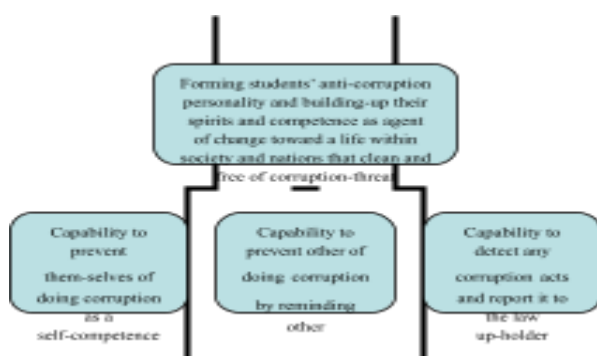 Forming students' anti-corruption
personality and building-up their
spirits and competence as agent
of change toward a life within
society and nations that clean and
free of corruption-threat
Capability to
prevent
them-selves of
doing corruption
as a
self-competence
Capability to
prevent other of
doing corruption
by reminding
other
Capability to
detect any
corruption acts
and report it to
the law
up-holder